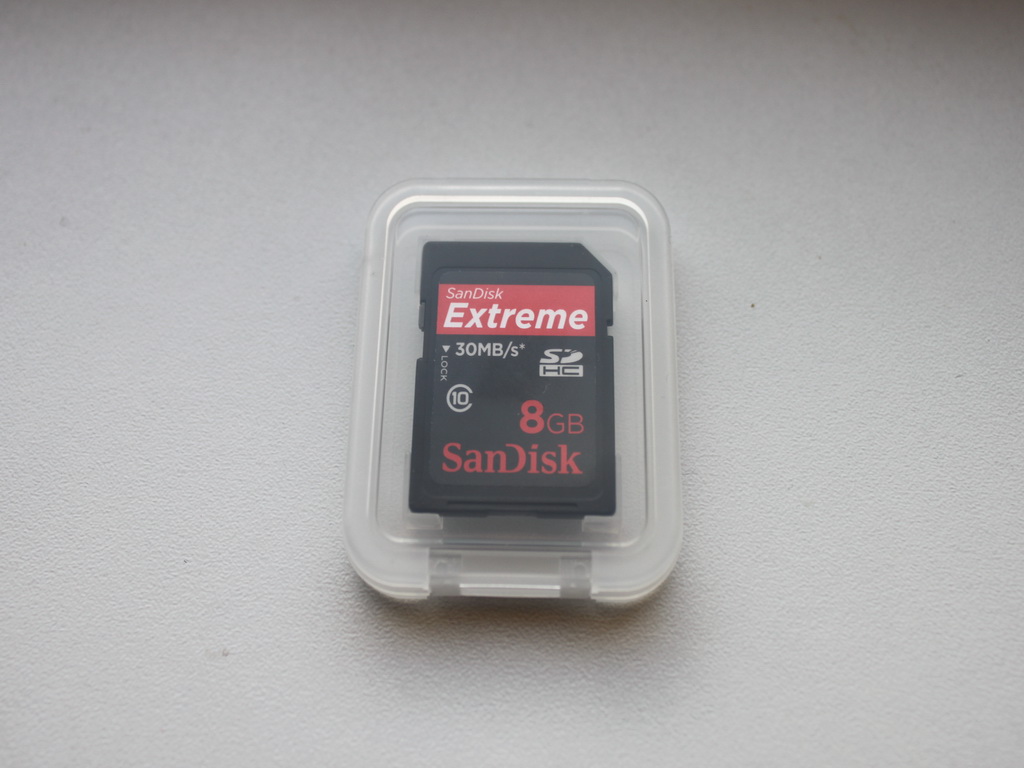 SanDisk
Extreme
30MB/s*
LOCK
SD
HC
10
8GB
SanDisk